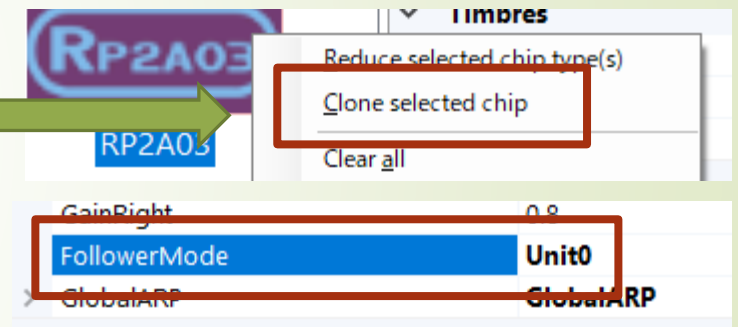 Timbres
RP2A03
Reduce selected chip type(s)
Clone selected chip
RP2A03
Clear all
GainRight 0.8
FollowerMode Unit0
GlobalARP GlobalARP